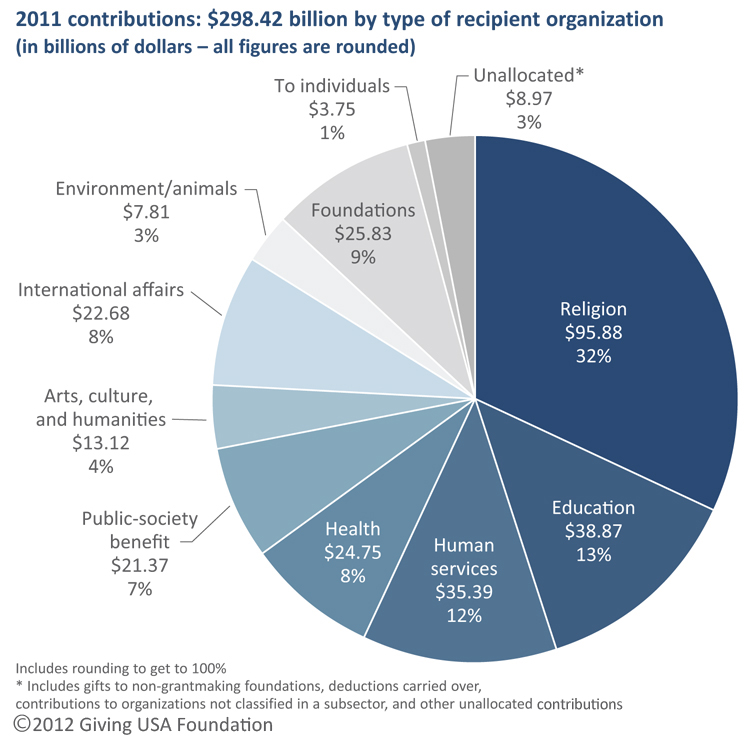 2011 contributions: $298.42 billion by type of recipient organization
(in billions of dollars – all figures are rounded)
To individuals
$3.75
1%
Unallocated*
$8.97
3%
Environment/animals
$7.81
3%
Foundations
$25.83
9%
International affairs
$22.68
8%
Religion
$95.88
32%
Arts, culture,
and humanities
$13.12
4%
Education
$38.87
13%
Public-society
benefit
$21.37
7%
Health
$24.75
8%
Human
services
$35.39
12%
Includes rounding to get to 100%
* Includes gifts to non-grantmaking foundations, deductions carried over,
contributions to organizations not classified in a subsector, and other unallocated contributions
©2012 Giving USA Foundation